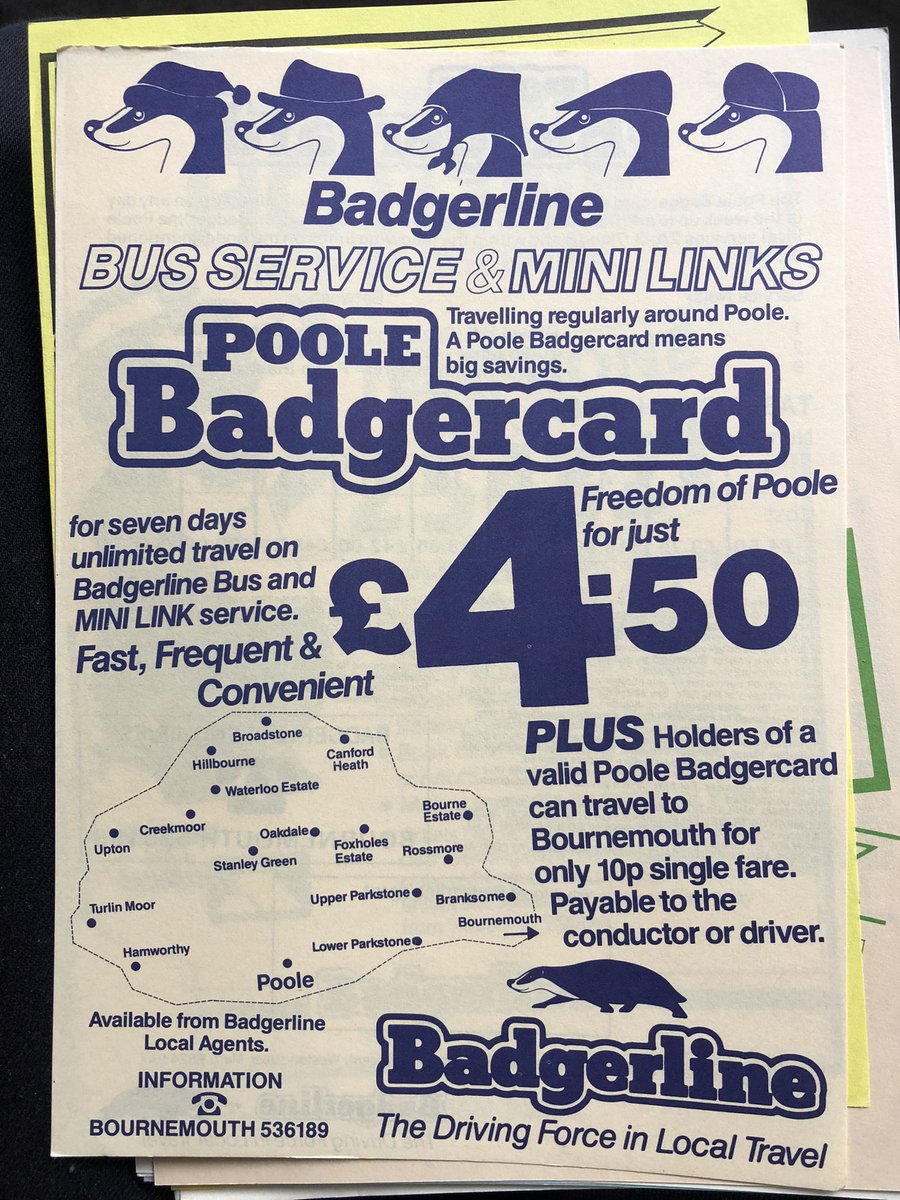 Badgerline
BUS SERVICE & MINI LINKS
POOLE
Badgercard
Travelling regularly around Poole.
A Poole Badgercard means
big savings.
for seven days
unlimited travel on
Badgerline Bus and
MINI LINK service.
Fast, Frequent &
Convenient
Freedom of Poole
for just
£4·50
PLUS Holders of a
valid Poole Badgercard
can travel to
Bournemouth for
only 10p single fare.
Payable to the
conductor or driver.
Broadstone
Hillbourne
Canford
Heath
Waterloo Estate
Bourne
Estate
Creekmoor
Upton
Oakdale
Stanley Green
Foxholes
Estate
Rossmore
Upper Parkstone
Branksome
Turlin Moor
Bournemouth
Hamworthy
Lower Parkstone
Poole
Available from Badgerline
Local Agents.
INFORMATION
BOURNEMOUTH 536189
Badgerline
The Driving Force in Local Travel